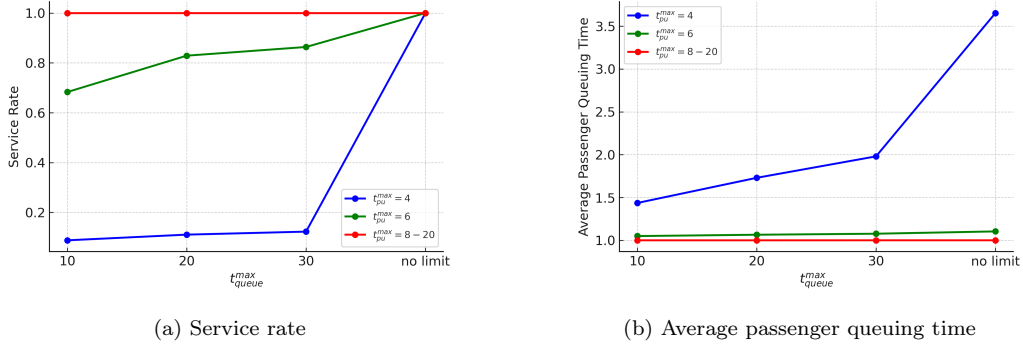 1.0
0.8
0.6
0.4
0.2
Service Rate
t_pu^max = 4
t_pu^max = 6
t_pu^max = 8 − 20
10 20 30 no limit
t_queue^max
(a) Service rate
3.5
3.0
2.5
2.0
1.5
1.0
Average Passenger Queuing Time
t_pu^max = 4
t_pu^max = 6
t_pu^max = 8 − 20
10 20 30 no limit
t_queue^max
(b) Average passenger queuing time